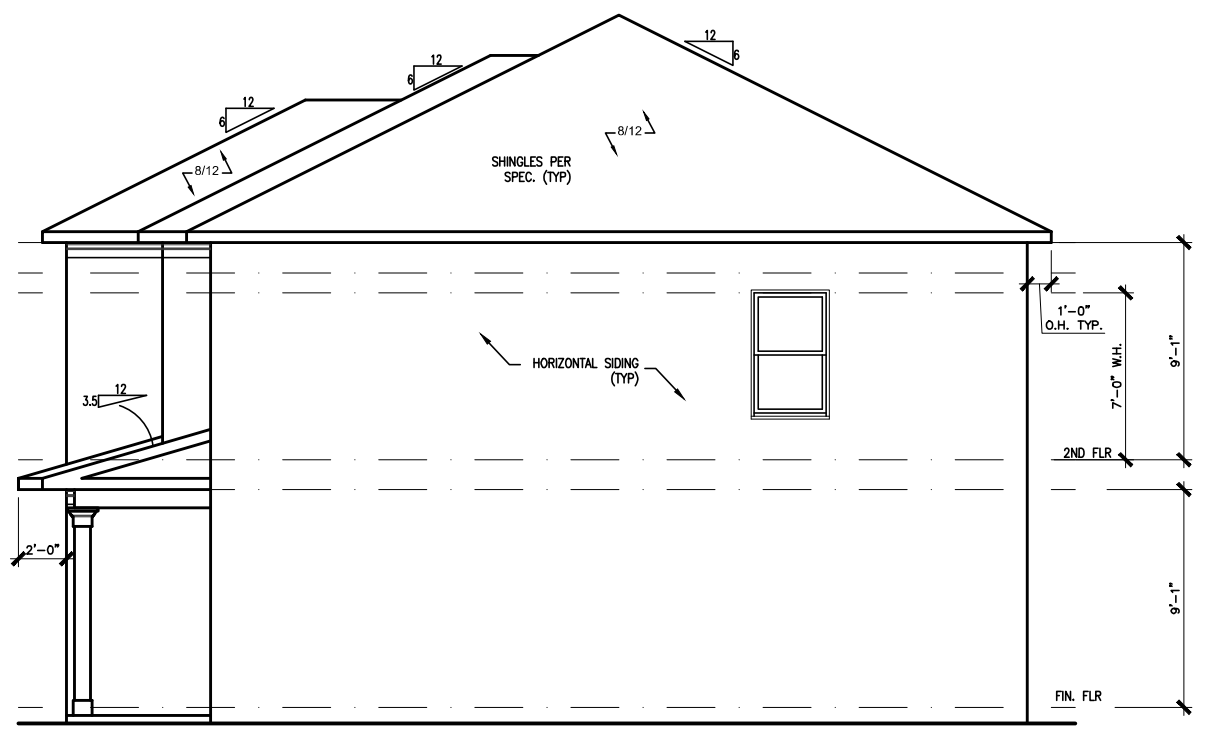 12
6
12
6
12
6
8/12
8/12
SHINGLES PER
SPEC. (TYP)
1'-0"
O.H. TYP.
HORIZONTAL SIDING
(TYP)
7'-0" W.H.
9'-1"
12
3.5
2ND FLR
2'-0"
9'-1"
FIN. FLR